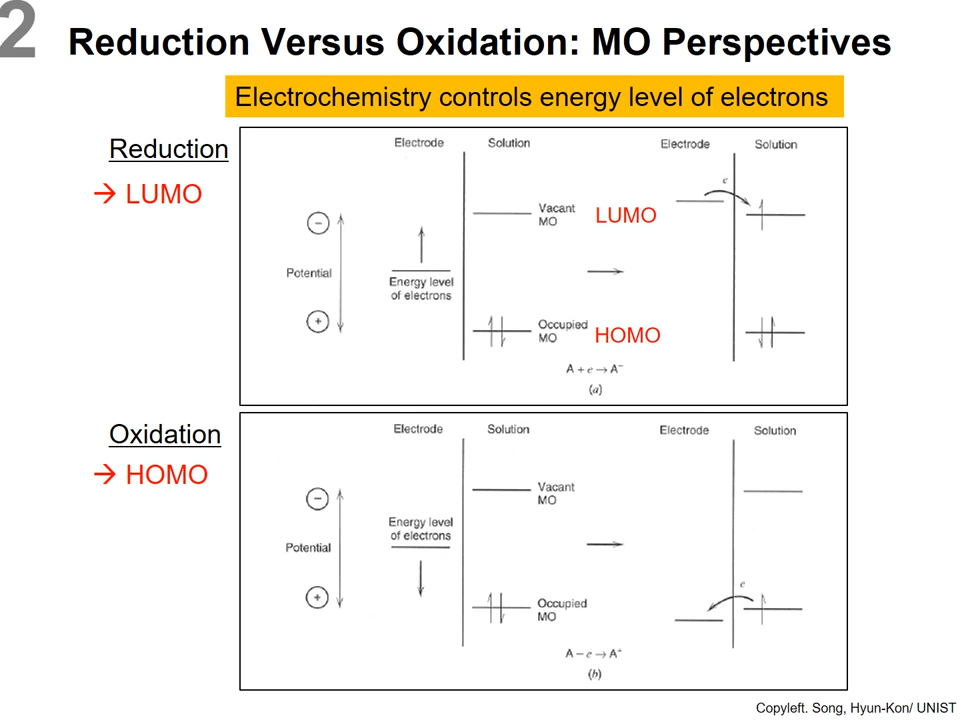 2
Reduction Versus Oxidation: MO Perspectives
Electrochemistry controls energy level of electrons
Reduction
→ LUMO
Electrode
Solution
Electrode
Solution
e
Vacant
MO
LUMO
−
Potential
+
Energy level
of electrons
Occupied
MO
HOMO
A + e → A⁻
(a)
Oxidation
→ HOMO
Electrode
Solution
Electrode
Solution
Vacant
MO
−
Potential
+
Energy level
of electrons
e
Occupied
MO
A − e → A⁺
(b)
Copyleft. Song, Hyun-Kon/ UNIST